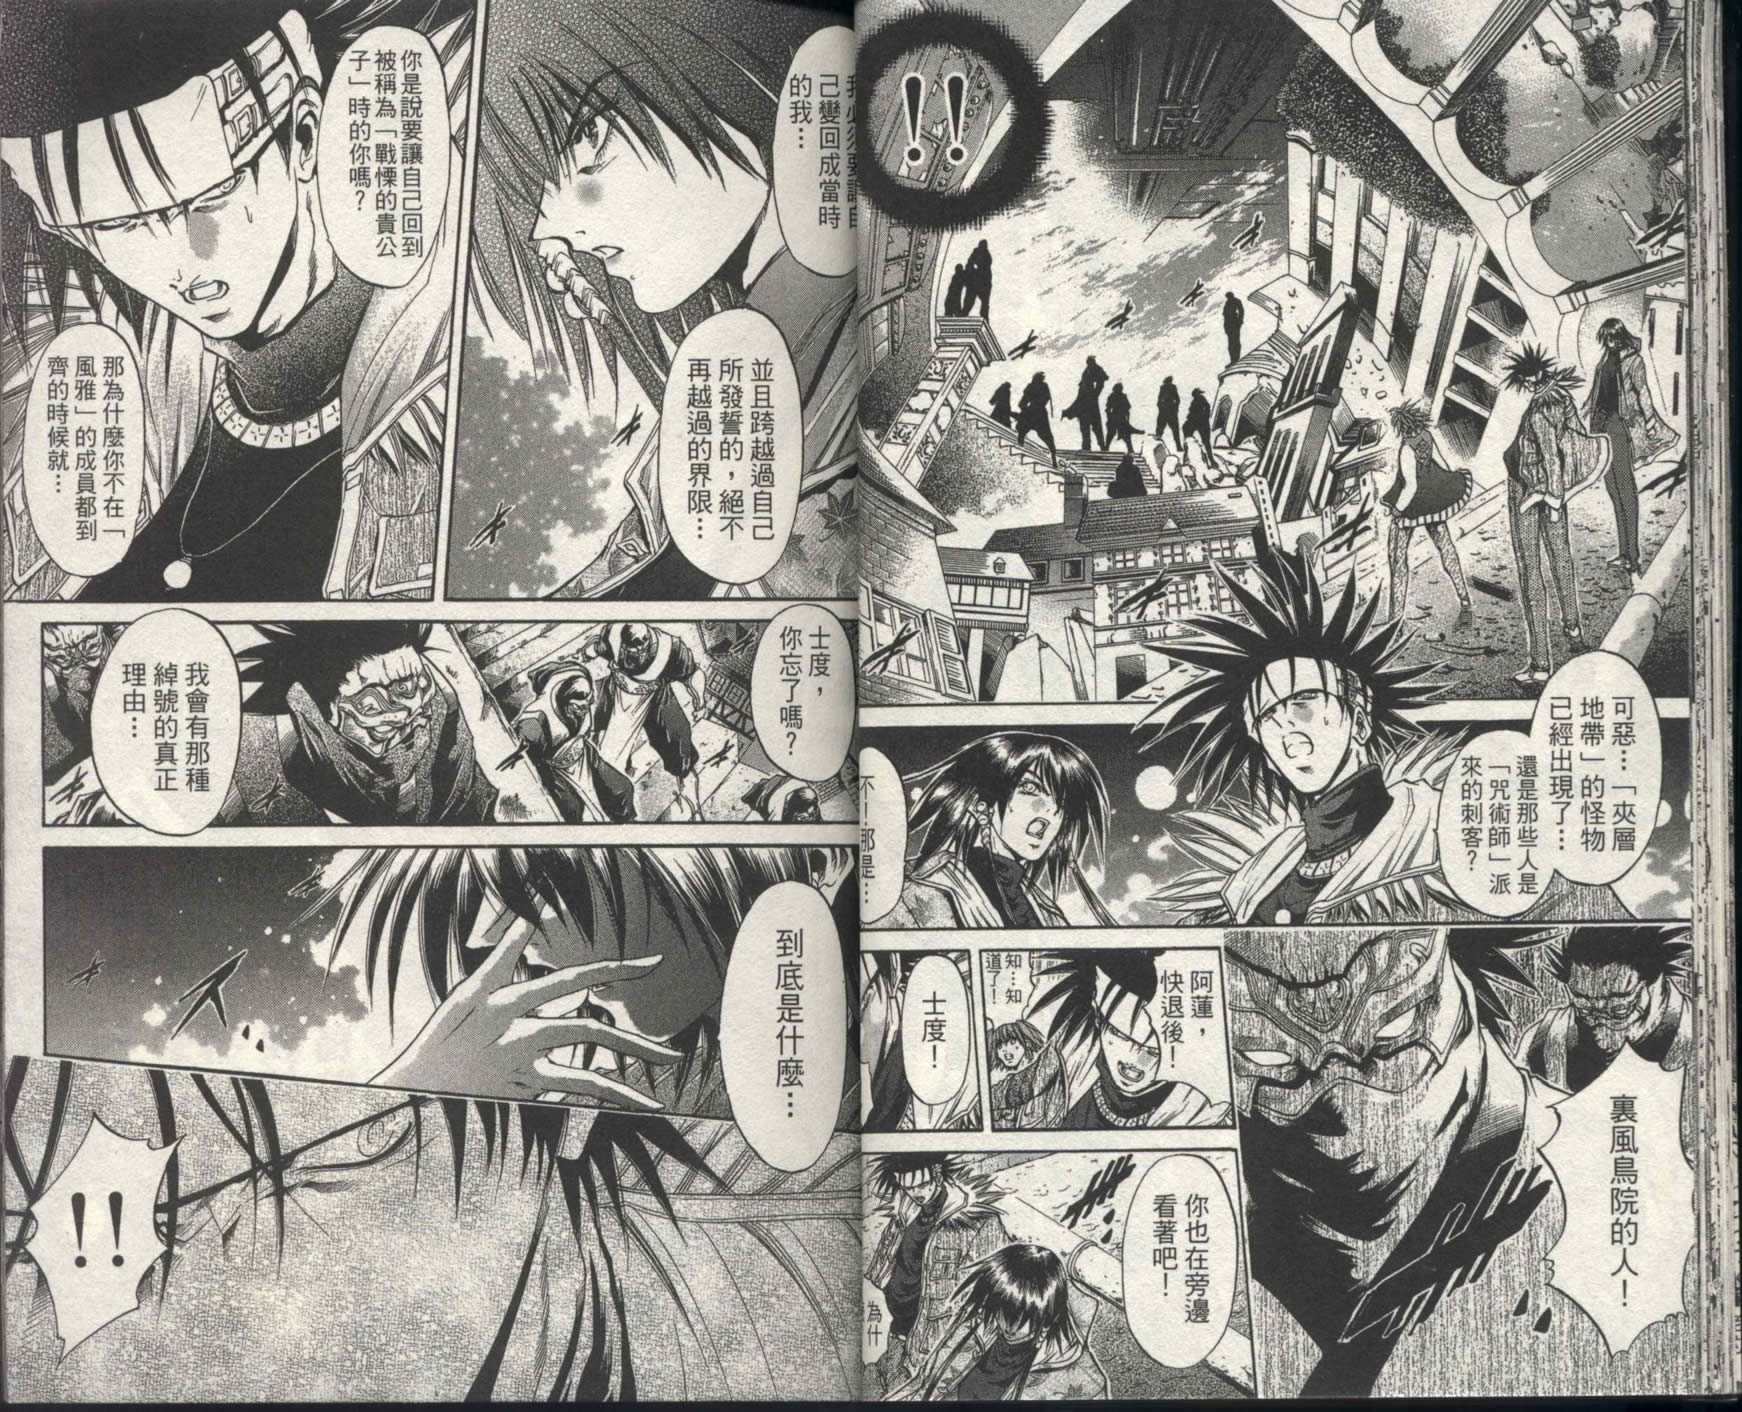 !!
可惡…「夾層
地帶」的怪物
已經出現了…
還是那些人是
「咒術師」派
來的刺客？
不！那是…
裏風鳥院的人！
阿蓮，
快退後！
知…知
道了！
士度！
你也在旁邊
看著吧！
為什
我必須要讓自
己變回成當時
的我…
並且跨越過自己
所發誓的，絕不
再越過的界限…
你是說要讓自己回到
被稱為「戰慄的貴公
子」時的你嗎？
那為什麼你不在「
風雅」的成員都到
齊的時候就…
士度，
你忘了嗎？
我會有那種
綽號的真正
理由…
到底是什麼…
!!